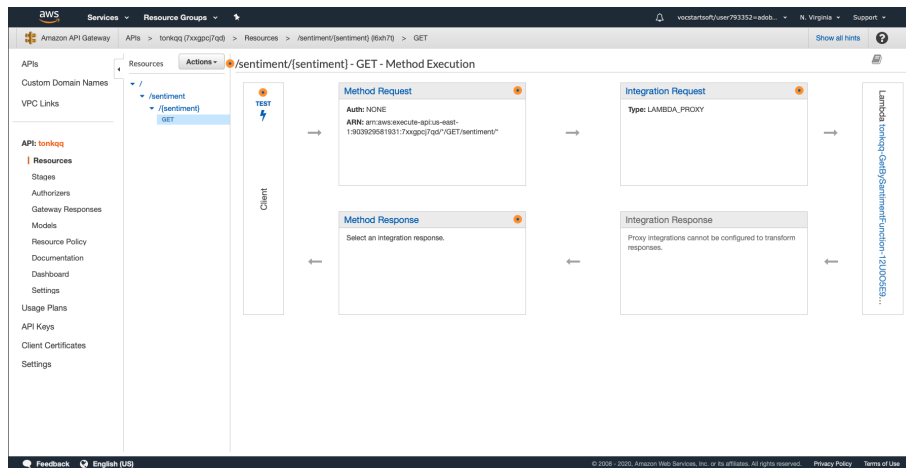 aws Services Resource Groups vocstartsoft/user793352=adob... N. Virginia Support
Amazon API Gateway APIs > tonkqq (7xxgpcj7qd) > Resources > /sentiment/{sentiment} (i6xh7l) > GET Show all hints ?
APIs
Custom Domain Names
VPC Links
API: tonkqq
Resources
Stages
Authorizers
Gateway Responses
Models
Resource Policy
Documentation
Dashboard
Settings
Usage Plans
API Keys
Client Certificates
Settings
Resources Actions
/
/sentiment
/{sentiment}
GET
/sentiment/{sentiment} - GET - Method Execution
TEST
Client
Method Request
Auth: NONE
ARN: arn:aws:execute-api:us-east-
1:903929581931:7xxgpcj7qd/*/GET/sentiment/*
Integration Request
Type: LAMBDA_PROXY
Lambda tonkqq-GetBySantimentFunction-12U0O5E9...
Method Response
Select an integration response.
Integration Response
Proxy integrations cannot be configured to transform
responses.
Feedback English (US) © 2008 - 2020, Amazon Web Services, Inc. or its affiliates. All rights reserved. Privacy Policy Terms of Use